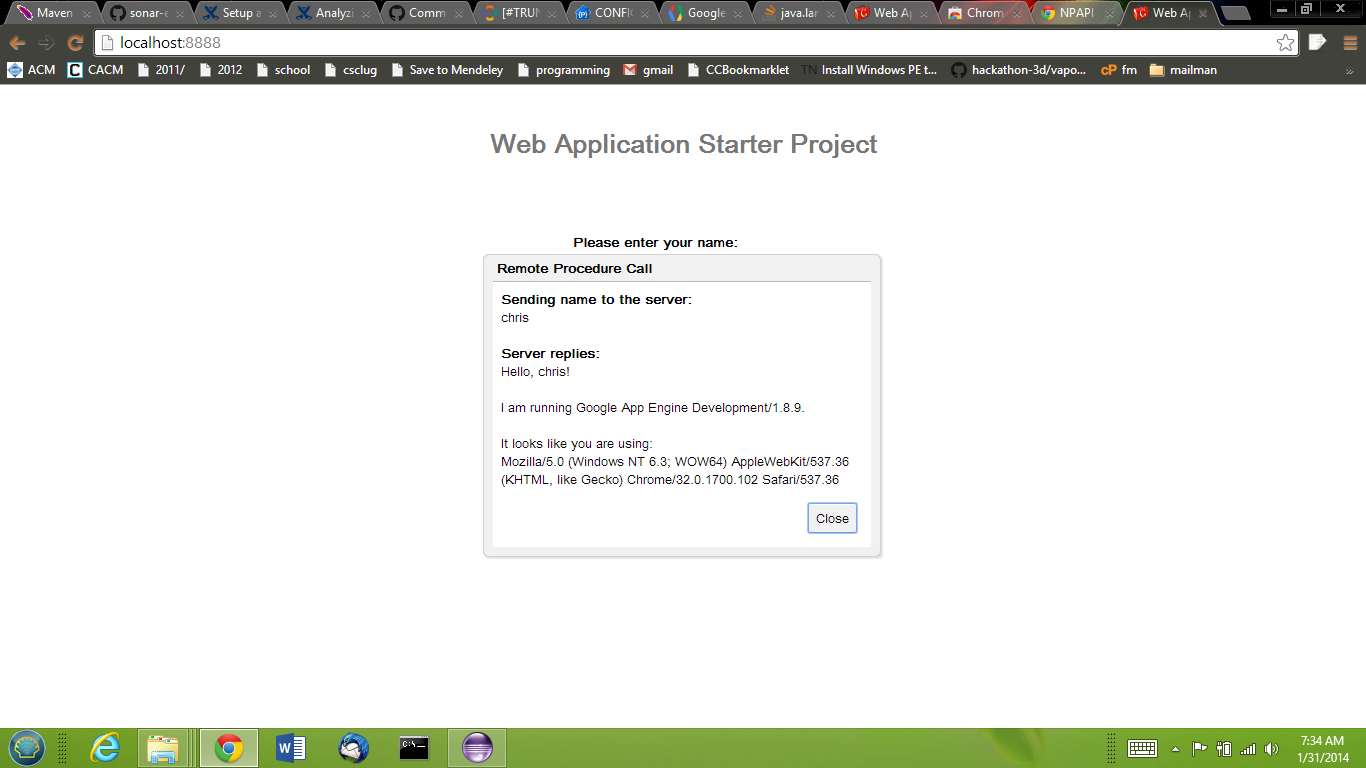 Maven sonar-e Setup a Analyzi Comm [#TRUN CONFI Google java.lan Web Ap Chrom NPAPI Web Ap
localhost:8888
ACM CACM 2011/ 2012 school csclug Save to Mendeley programming gmail CCBookmarklet TN Install Windows PE t... hackathon-3d/vapo... cP fm mailman »
Web Application Starter Project
Please enter your name:
Remote Procedure Call
Sending name to the server:
chris
Server replies:
Hello, chris!
I am running Google App Engine Development/1.8.9.
It looks like you are using:
Mozilla/5.0 (Windows NT 6.3; WOW64) AppleWebKit/537.36
(KHTML, like Gecko) Chrome/32.0.1700.102 Safari/537.36
Close
7:34 AM
1/31/2014